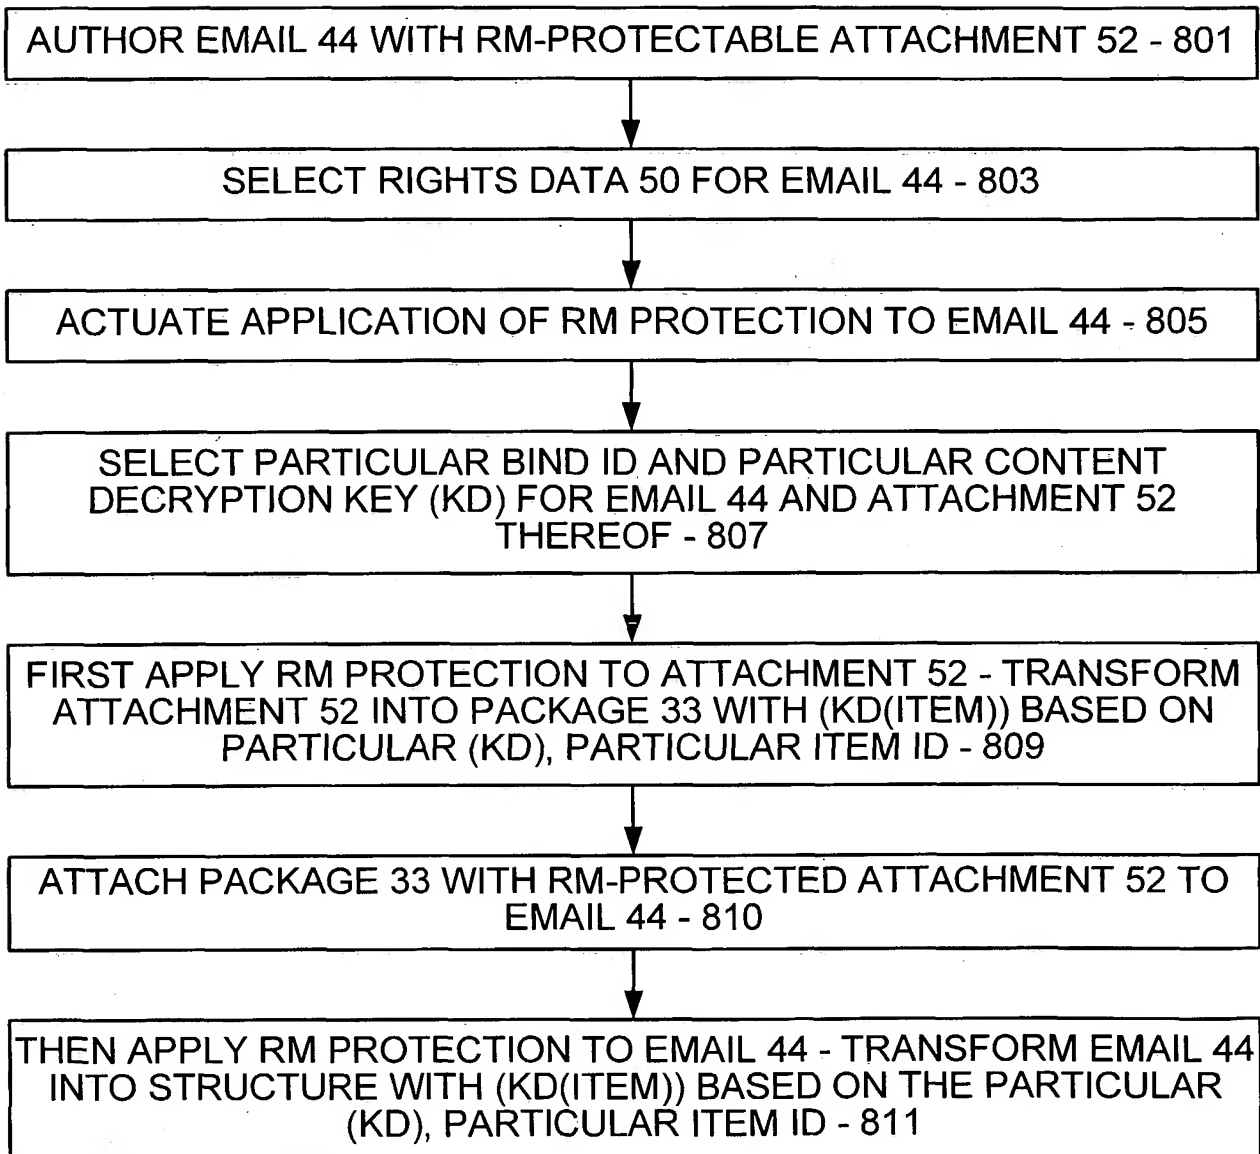 AUTHOR EMAIL 44 WITH RM-PROTECTABLE ATTACHMENT 52 - 801
SELECT RIGHTS DATA 50 FOR EMAIL 44 - 803
ACTUATE APPLICATION OF RM PROTECTION TO EMAIL 44 - 805
SELECT PARTICULAR BIND ID AND PARTICULAR CONTENT
DECRYPTION KEY (KD) FOR EMAIL 44 AND ATTACHMENT 52
THEREOF - 807
FIRST APPLY RM PROTECTION TO ATTACHMENT 52 - TRANSFORM
ATTACHMENT 52 INTO PACKAGE 33 WITH (KD(ITEM)) BASED ON
PARTICULAR (KD), PARTICULAR ITEM ID - 809
ATTACH PACKAGE 33 WITH RM-PROTECTED ATTACHMENT 52 TO
EMAIL 44 - 810
THEN APPLY RM PROTECTION TO EMAIL 44 - TRANSFORM EMAIL 44
INTO STRUCTURE WITH (KD(ITEM)) BASED ON THE PARTICULAR
(KD), PARTICULAR ITEM ID - 811